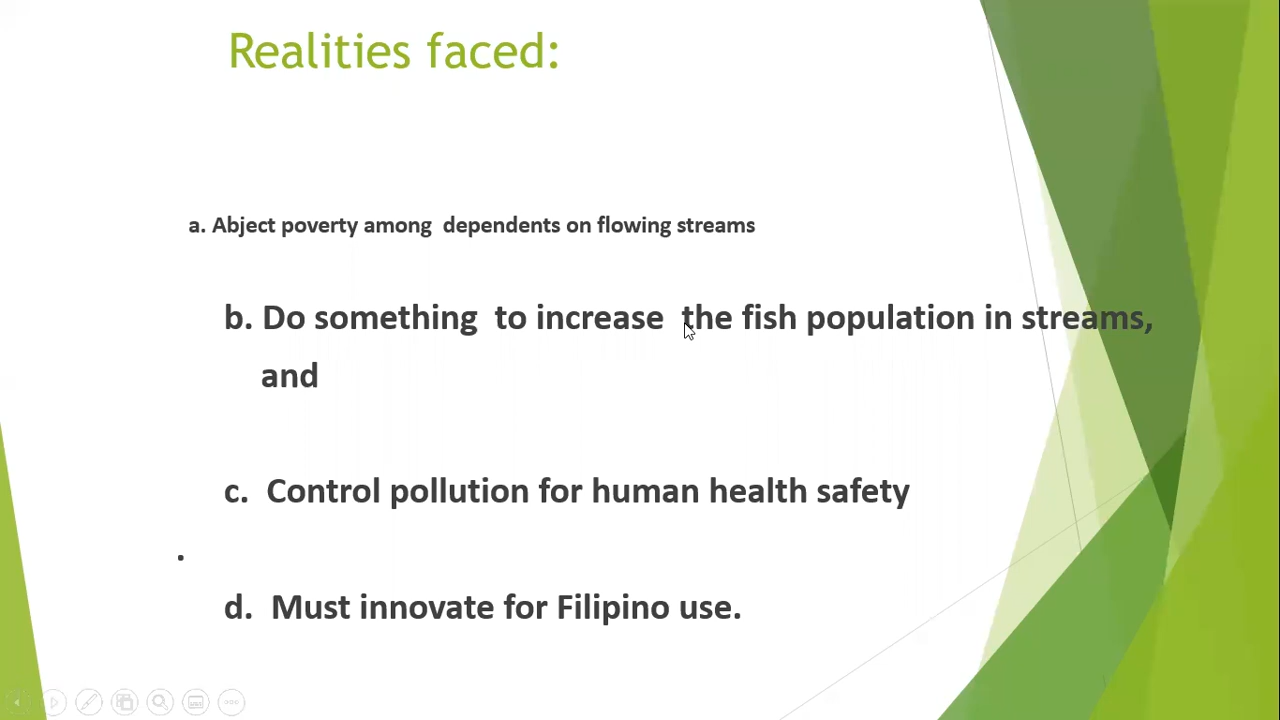 Realities faced:
a. Abject poverty among dependents on flowing streams
b. Do something to increase the fish population in streams,
and
c. Control pollution for human health safety
•
d. Must innovate for Filipino use.